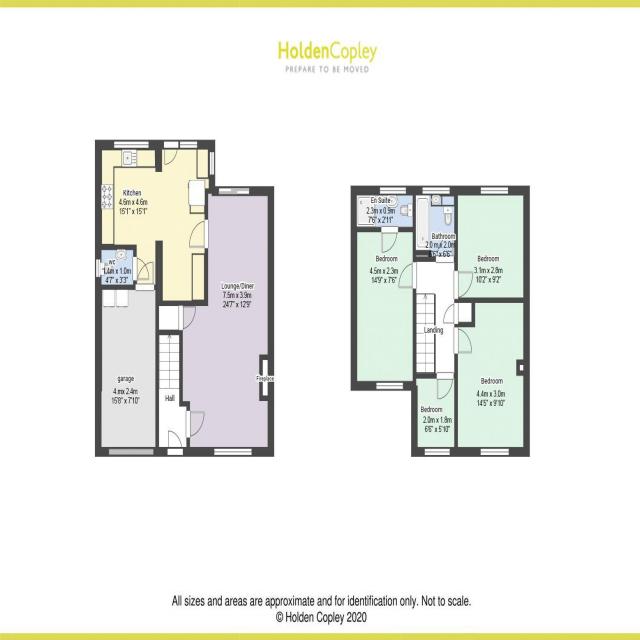 HoldenCopley
PREPARE TO BE MOVED
Kitchen
4.6m x 4.6m
15'1" x 15'1"
WC
1.4m x 1.0m
4'7" x 3'3"
Lounge/Diner
7.5m x 3.9m
24'7" x 12'9"
Fireplace
garage
4.mx 2.4m
15'8" x 7'10"
Hall
En Suite
2.3m x 0.9m
7'6" x 2'11"
Bathroom
2.0m x 2.0m
x 6'6"
Bedroom
4.5m x 2.3m
14'9" x 7'6"
Bedroom
3.1m x 2.8m
10'2" x 9'2"
Landing
Bedroom
4.4m x 3.0m
14'5" x 9'10"
Bedroom
2.0m x 1.8m
6'6" x 5'10"
All sizes and areas are approximate and for identification only. Not to scale.
© Holden Copley 2020